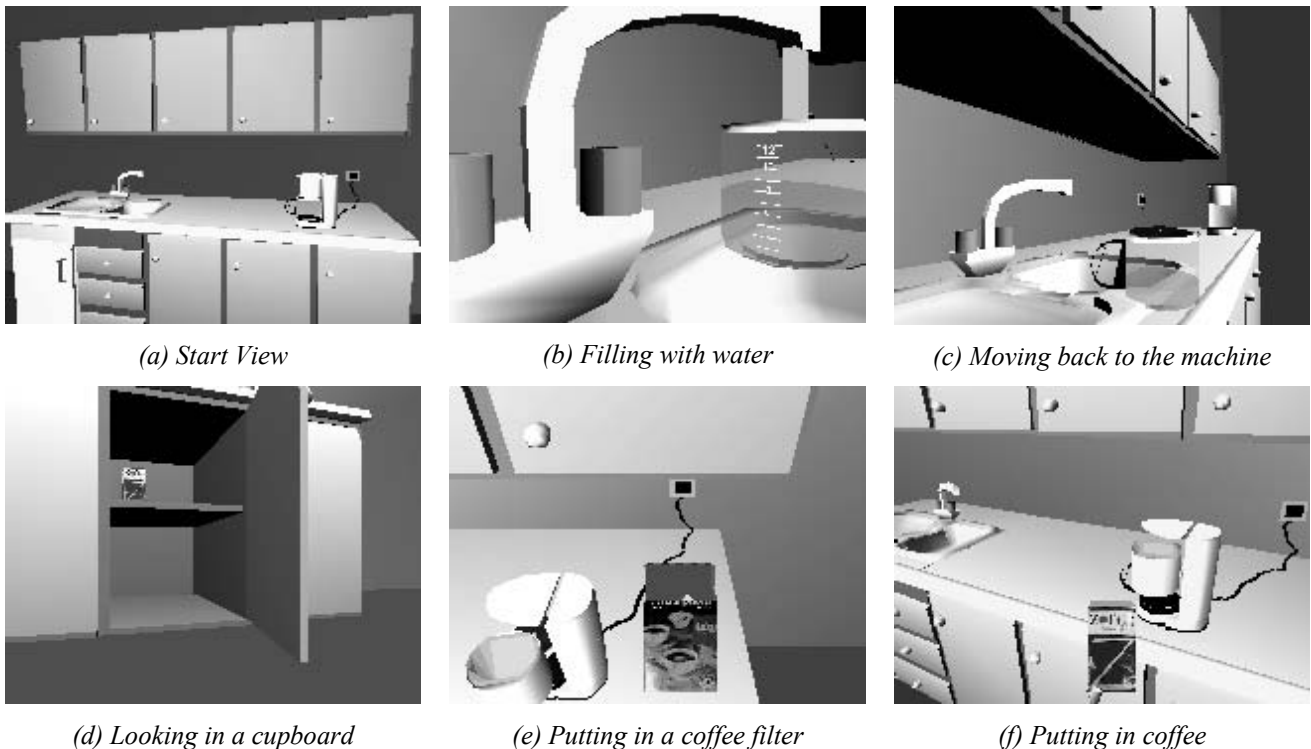 (a) Start View
12
(b) Filling with water
(c) Moving back to the machine
(d) Looking in a cupboard
(e) Putting in a coffee filter
(f) Putting in coffee